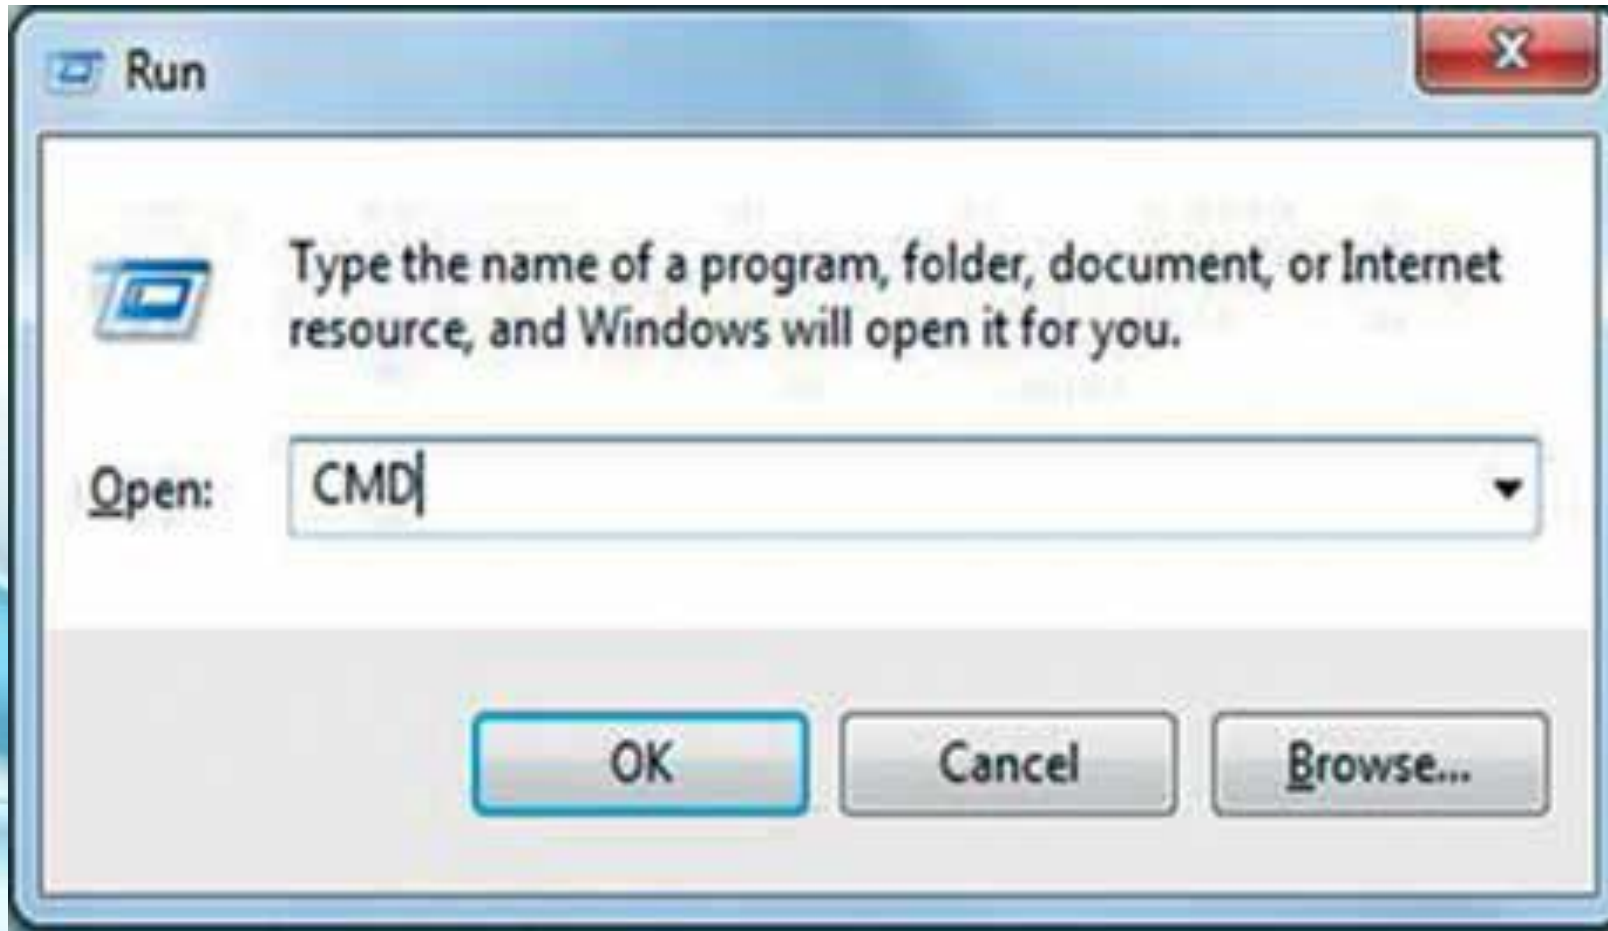 Run
Type the name of a program, folder, document, or Internet
resource, and Windows will open it for you.
Open: CMD
OK Cancel Browse...